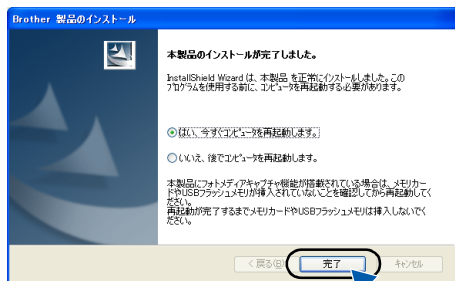 Brother 製品のインストール
本製品のインストールが完了しました。
InstallShield Wizard は、本製品 を正常にインストールしました。この
プログラムを使用する前に、コンピュータを再起動する必要があります。
はい、今すぐコンピュータを再起動します。
いいえ、後でコンピュータを再起動します。
本製品にフォトメディアキャプチャ機能が搭載されている場合は、メモリカー
ドやUSBフラッシュメモリが挿入されていないことを確認してから再起動してく
ださい。
再起動が完了するまでメモリカードやUSBフラッシュメモリは挿入しないでく
ださい。
< 戻る(B) 完了 キャンセル